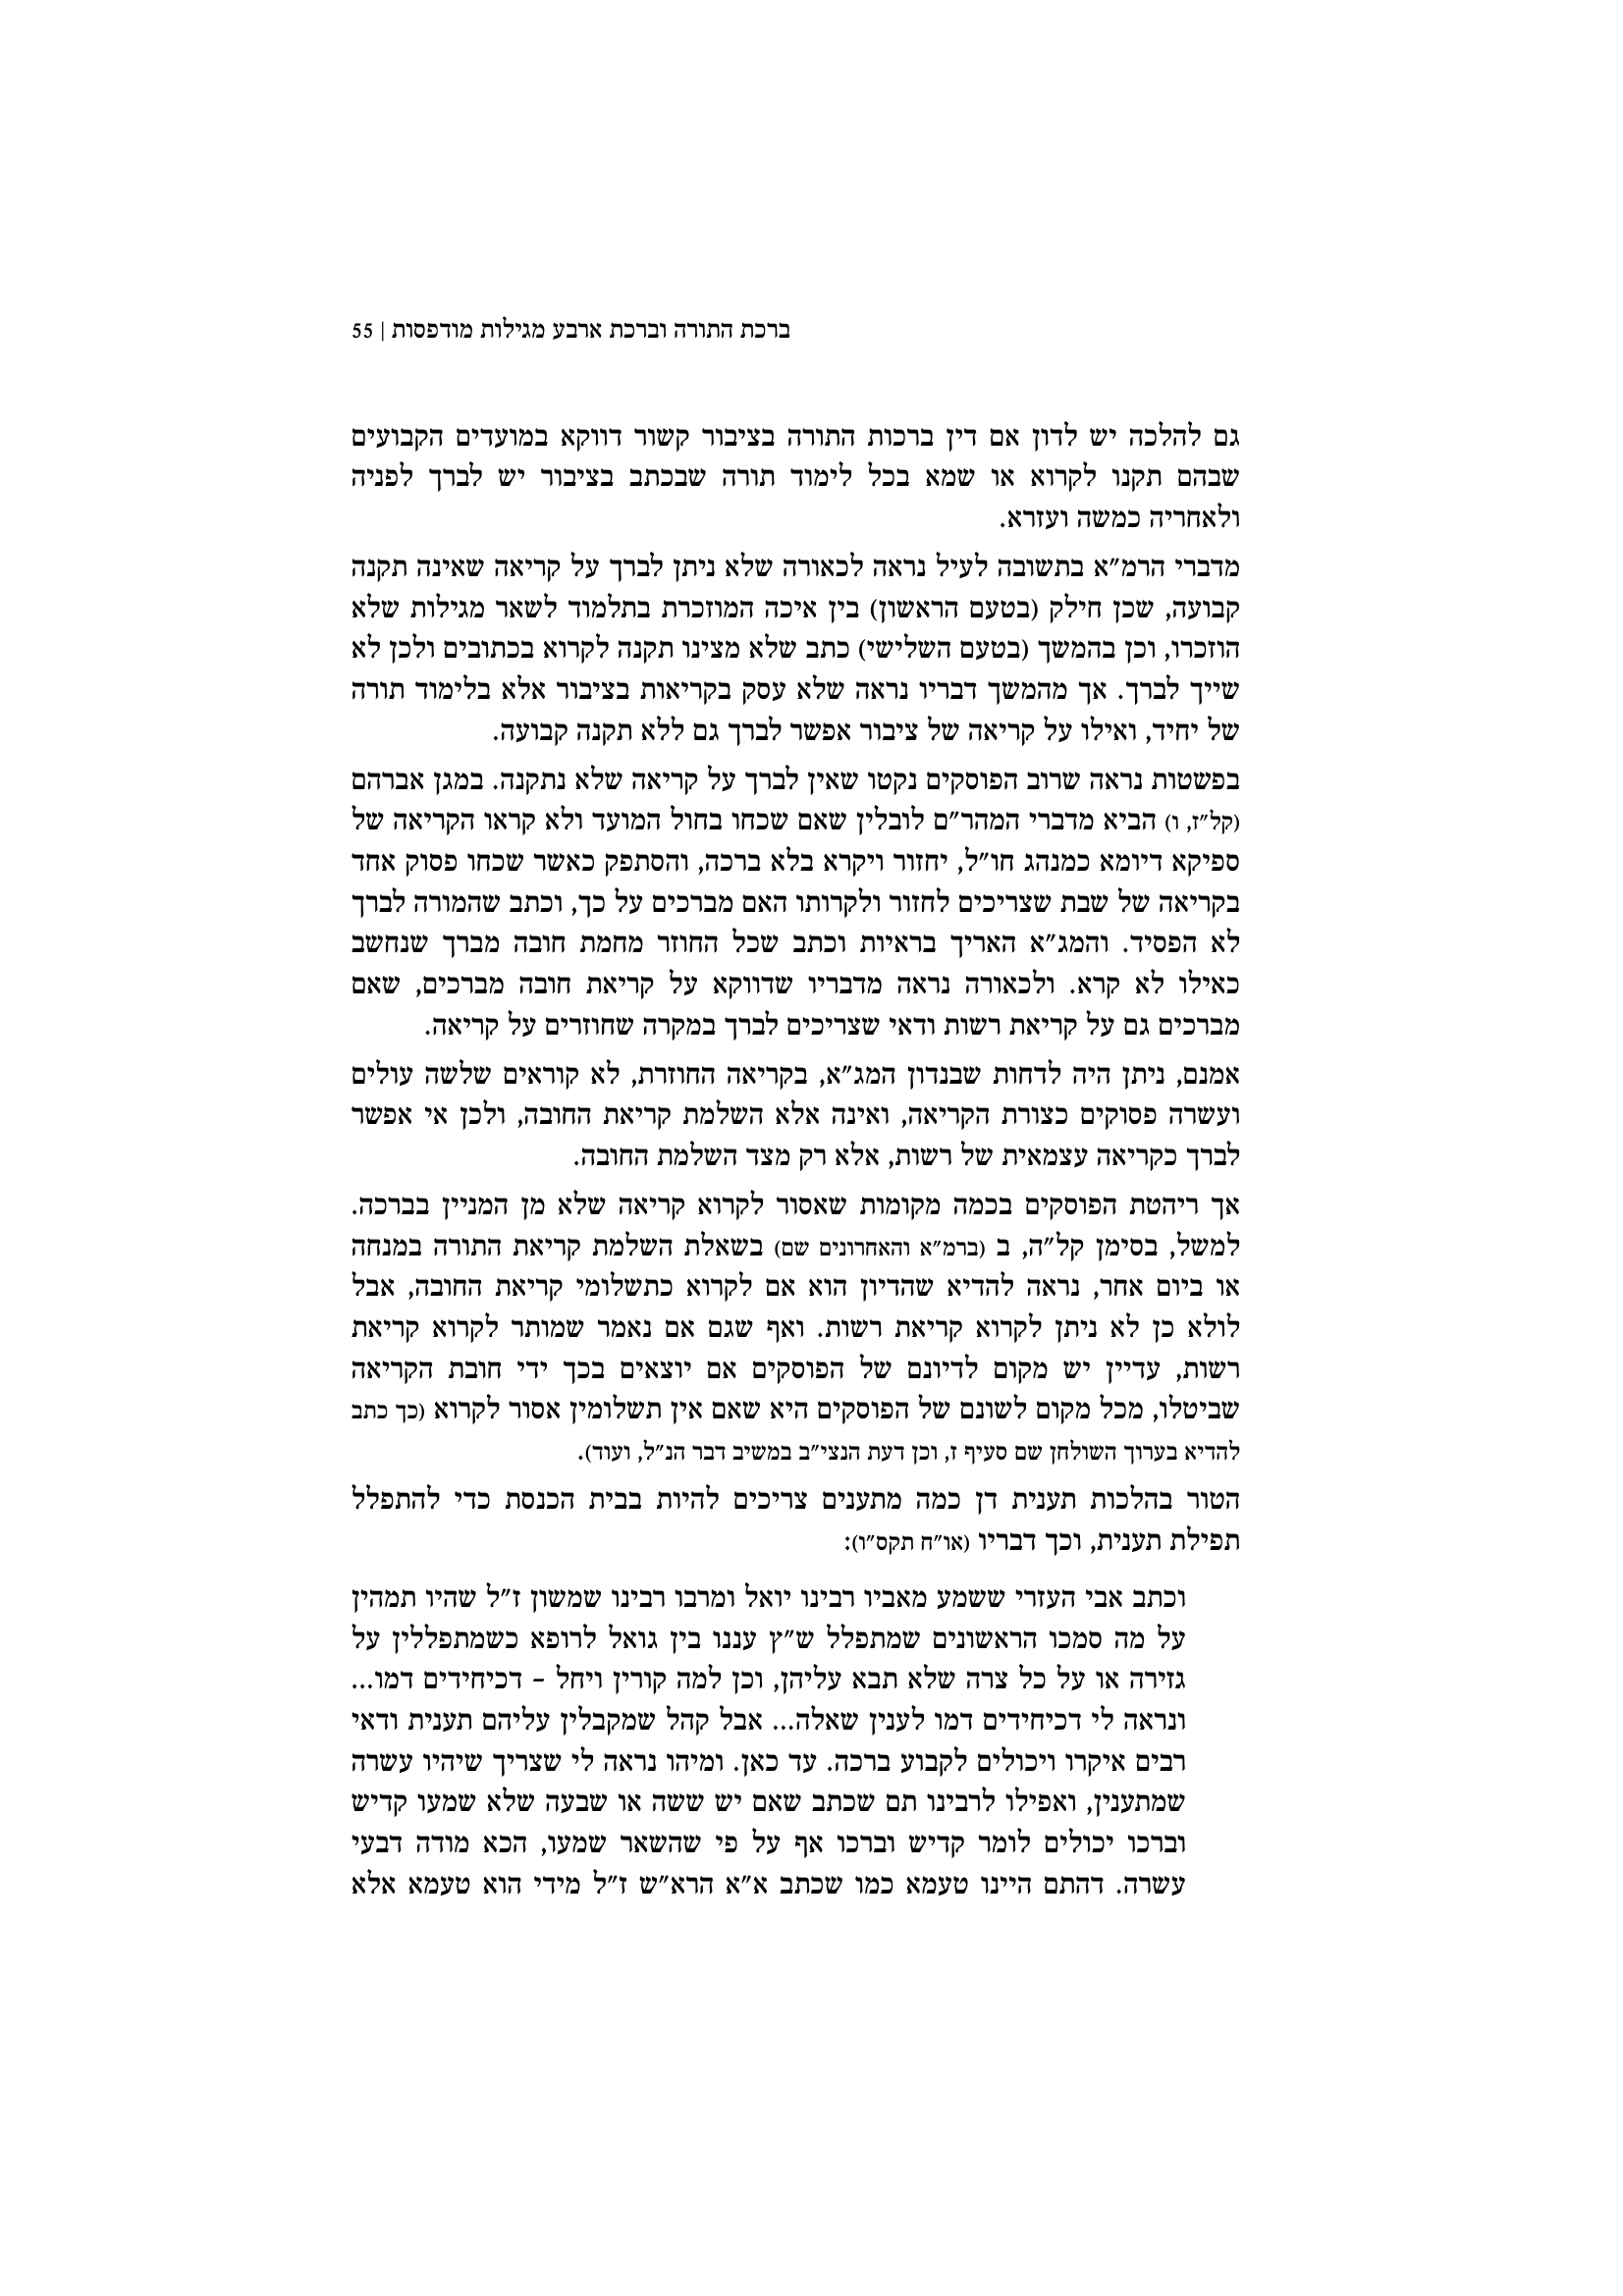 ברכת התורה וברכת ארבע מגילות מודפסות | 55
גם להלכה יש לדון אם דין ברכות התורה בציבור קשור דווקא במועדים הקבועים
שבהם תקנו לקרוא או שמא בכל לימוד תורה שבכתב בציבור יש לברך לפניה
ולאחריה כמשה ועזרא.
מדברי הרמ״א בתשובה לעיל נראה לכאורה שלא ניתן לברך על קריאה שאינה תקנה
קבועה, שכן חילק (בטעם הראשון) בין איכה המוזכרת בתלמוד לשאר מגילות שלא
הוזכרו, וכן בהמשך (בטעם השלישי) כתב שלא מצינו תקנה לקרוא בכתובים ולכן לא
שייך לברך. אך מהמשך דבריו נראה שלא עסק בקריאות בציבור אלא בלימוד תורה
של יחיד, ואילו על קריאה של ציבור אפשר לברך גם ללא תקנה קבועה.
בפשטות נראה שרוב הפוסקים נקטו שאין לברך על קריאה שלא נתקנה. במגן אברהם
(קל״ז, ו) הביא מדברי המהר״ם לובלין שאם שכחו בחול המועד ולא קראו הקריאה של
ספיקא דיומא כמנהג חו״ל, יחזור ויקרא בלא ברכה, והסתפק כאשר שכחו פסוק אחד
בקריאה של שבת שצריכים לחזור ולקרותו האם מברכים על כך, וכתב שהמורה לברך
לא הפסיד. והמג״א האריך בראיות וכתב שכל החוזר מחמת חובה מברך שנחשב
כאילו לא קרא. ולכאורה נראה מדבריו שדווקא על קריאת חובה מברכים, שאם
מברכים גם על קריאת רשות ודאי שצריכים לברך במקרה שחוזרים על קריאה.
אמנם, ניתן היה לדחות שבנדון המג״א, בקריאה החוזרת, לא קוראים שלשה עולים
ועשרה פסוקים כצורת הקריאה, ואינה אלא השלמת קריאת החובה, ולכן אי אפשר
לברך כקריאה עצמאית של רשות, אלא רק מצד השלמת החובה.
אך ריהטת הפוסקים בכמה מקומות שאסור לקרוא קריאה שלא מן המניין בברכה.
למשל, בסימן קל״ה, ב (ברמ״א והאחרונים שם) בשאלת השלמת קריאת התורה במנחה
או ביום אחר, נראה להדיא שהדיון הוא אם לקרוא כתשלומי קריאת החובה, אבל
לולא כן לא ניתן לקרוא קריאת רשות. ואף שגם אם נאמר שמותר לקרוא קריאת
רשות, עדיין יש מקום לדיונם של הפוסקים אם יוצאים בכך ידי חובת הקריאה
שביטלו, מכל מקום לשונם של הפוסקים היא שאם אין תשלומין אסור לקרוא (כך כתב
להדיא בערוך השולחן שם סעיף ז, וכן דעת הנצי״ב במשיב דבר הנ״ל, ועוד).
הטור בהלכות תענית דן כמה מתענים צריכים להיות בבית הכנסת כדי להתפלל
תפילת תענית, וכך דבריו (או״ח תקס״ו):
וכתב אבי העזרי ששמע מאביו רבינו יואל ומרבו רבינו שמשון ז״ל שהיו תמהין
על מה סמכו הראשונים שמתפלל ש״ץ עננו בין גואל לרופא כשמתפללין על
גזירה או על כל צרה שלא תבא עליהן, וכן למה קורין ויחל – דכיחידים דמו...
ונראה לי דכיחידים דמו לענין שאלה... אבל קהל שמקבלין עליהם תענית ודאי
רבים איקרו ויכולים לקבוע ברכה. עד כאן. ומיהו נראה לי שצריך שיהיו עשרה
שמתענין, ואפילו לרבינו תם שכתב שאם יש ששה או שבעה שלא שמעו קדיש
וברכו יכולים לומר קדיש וברכו אף על פי שהשאר שמעו, הכא מודה דבעי
עשרה. דהתם היינו טעמא כמו שכתב א״א הרא״ש ז״ל מידי הוא טעמא אלא